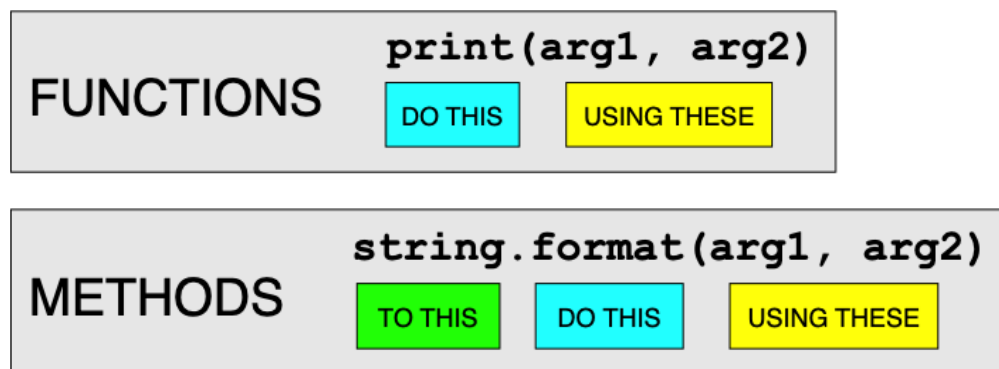 print(arg1, arg2)
FUNCTIONS
DO THIS
USING THESE
string.format(arg1, arg2)
METHODS
TO THIS
DO THIS
USING THESE